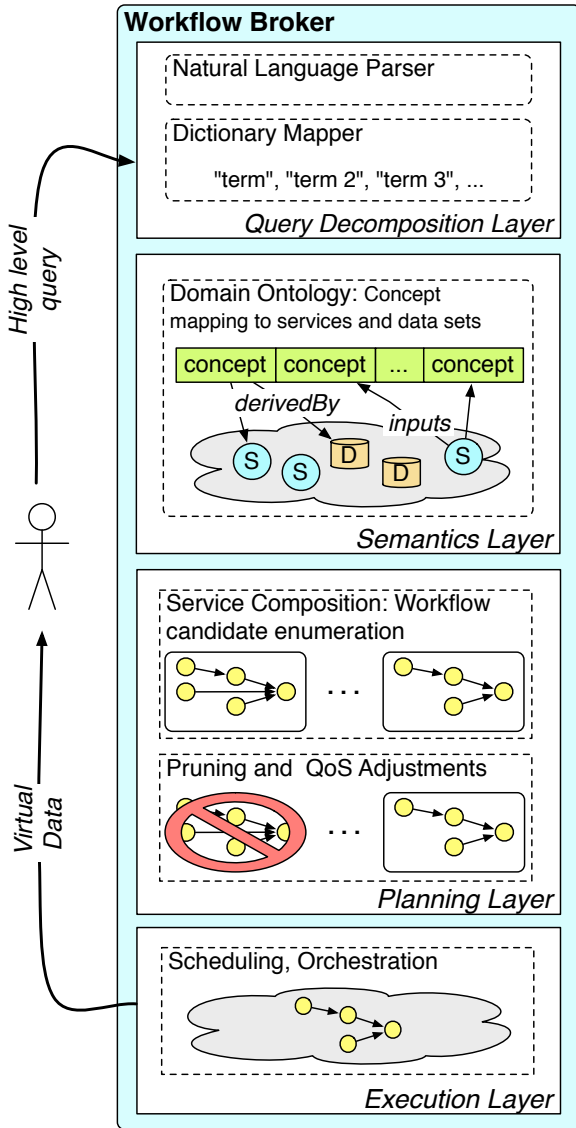 Workflow Broker
Natural Language Parser
Dictionary Mapper
"term", "term 2", "term 3", ...
Query Decomposition Layer
High level
query
Domain Ontology: Concept
mapping to services and data sets
concept concept ... concept
derivedBy
inputs
S S D D S
Semantics Layer
Service Composition: Workflow
candidate enumeration
. . .
Pruning and QoS Adjustments
. . .
Planning Layer
Virtual
Data
Scheduling, Orchestration
Execution Layer